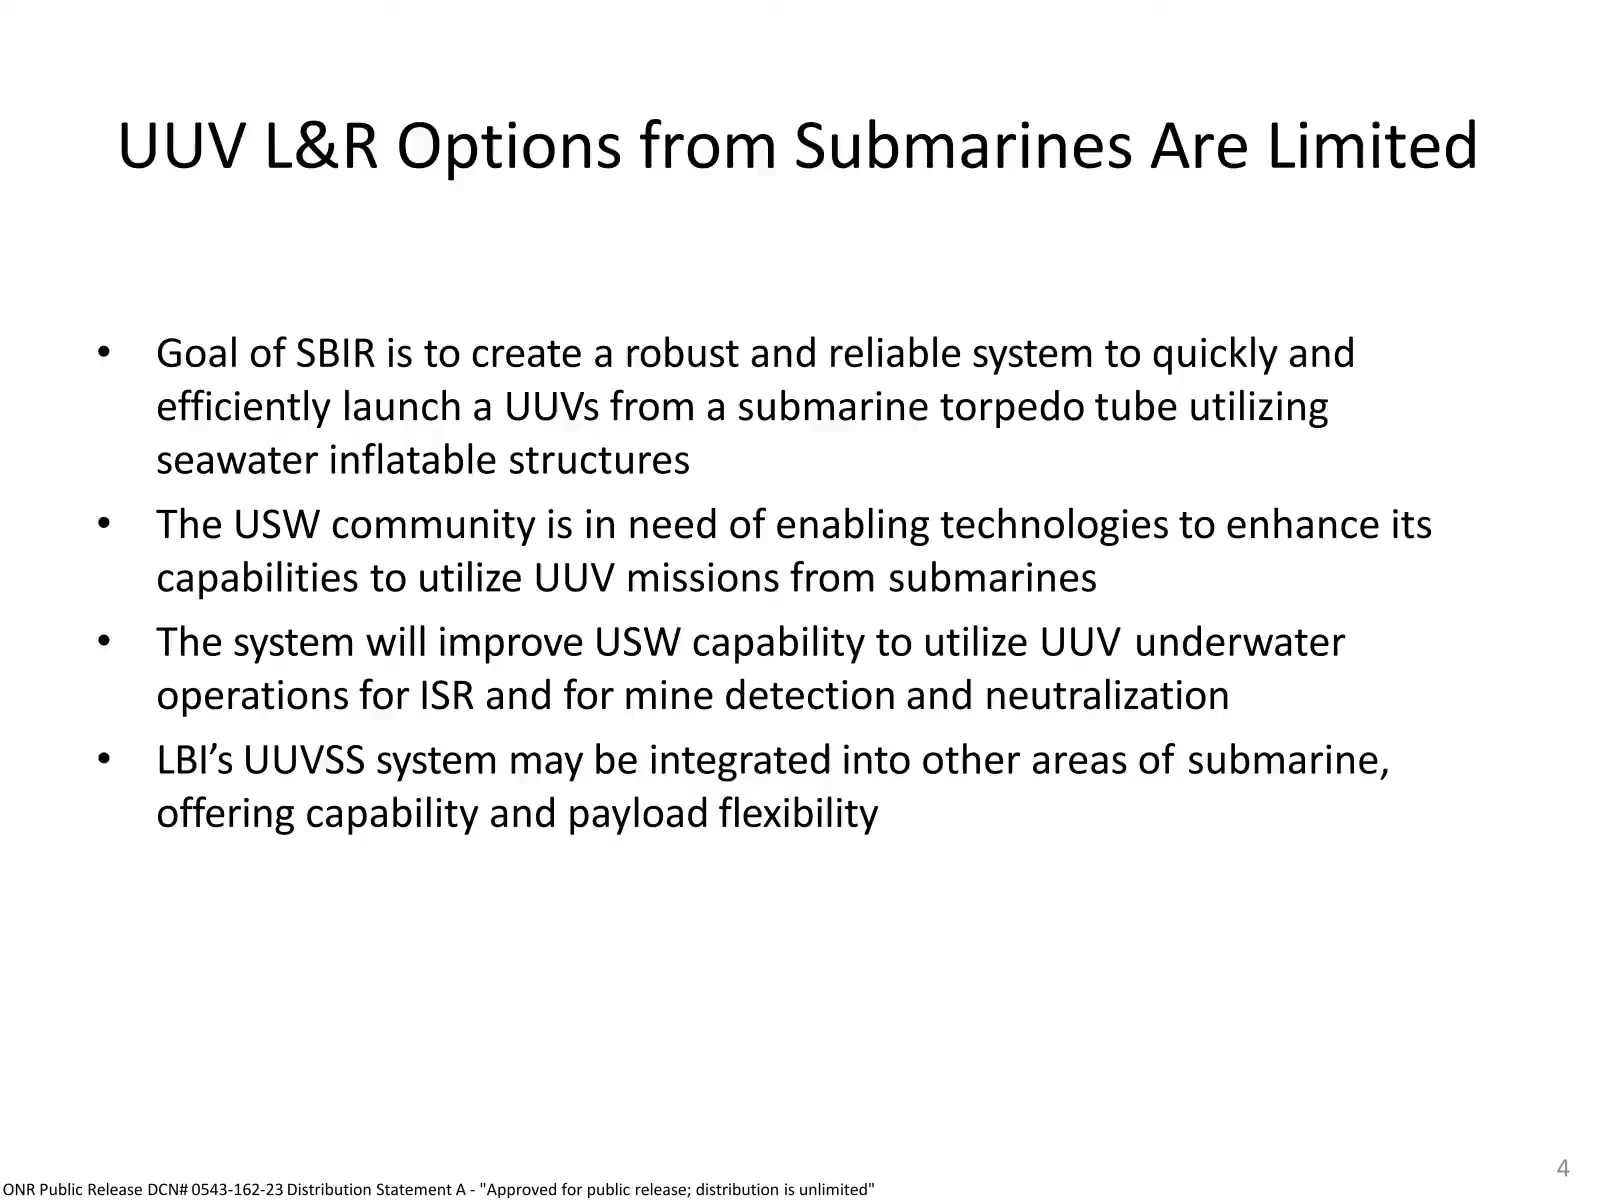 UUV L&R Options from Submarines Are Limited
• Goal of SBIR is to create a robust and reliable system to quickly and
efficiently launch a UUVs from a submarine torpedo tube utilizing
seawater inflatable structures
• The USW community is in need of enabling technologies to enhance its
capabilities to utilize UUV missions from submarines
• The system will improve USW capability to utilize UUV underwater
operations for ISR and for mine detection and neutralization
• LBI’s UUVSS system may be integrated into other areas of submarine,
offering capability and payload flexibility
4
ONR Public Release DCN# 0543-162-23 Distribution Statement A - "Approved for public release; distribution is unlimited"